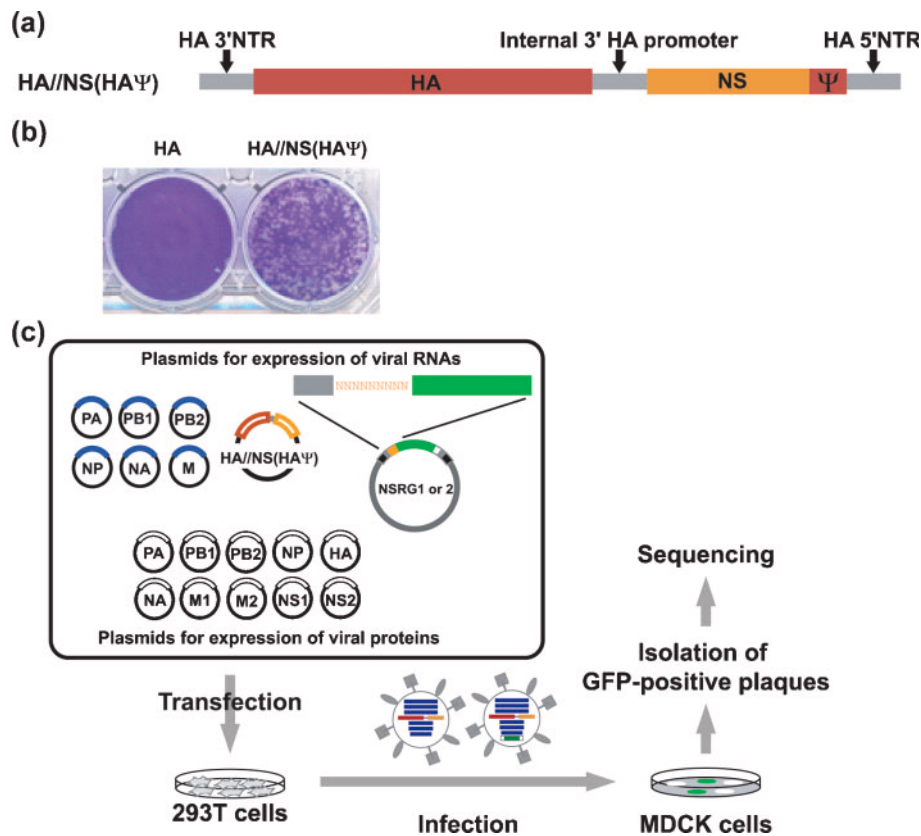 (a)
HA 3'NTR
Internal 3' HA promoter
HA 5'NTR
HA//NS(HAΨ)
HA
NS
Ψ
(b)
HA
HA//NS(HAΨ)
(c)
Plasmids for expression of viral RNAs
NNNNNNNNN
PA
PB1
PB2
HA//NS(HAΨ)
NP
NA
M
NSRG1 or 2
PA
PB1
PB2
NP
HA
NA
M1
M2
NS1
NS2
Plasmids for expression of viral proteins
Sequencing
Isolation of
GFP-positive plaques
Transfection
293T cells
Infection
MDCK cells